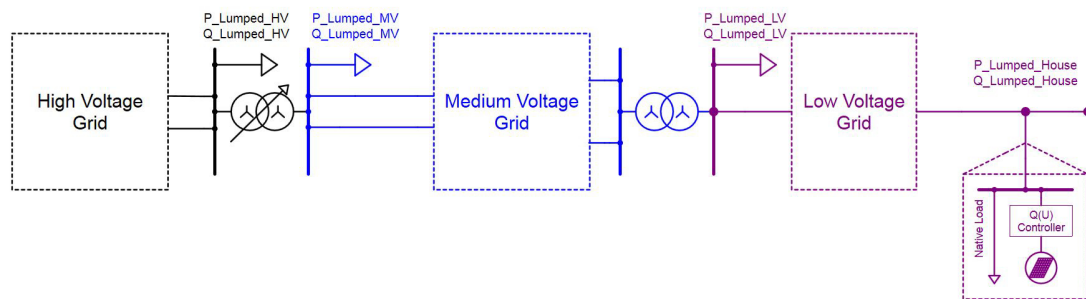 P_Lumped_HV
Q_Lumped_HV
P_Lumped_MV
Q_Lumped_MV
P_Lumped_LV
Q_Lumped_LV
P_Lumped_House
Q_Lumped_House
High Voltage
Grid
Medium Voltage
Grid
Low Voltage
Grid
Native Load
Q(U)
Controller